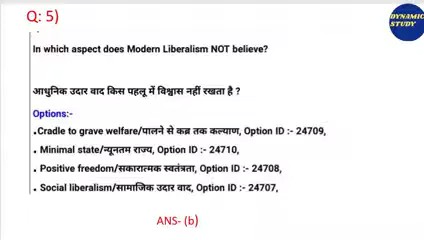 Q: 5)
DYNAMIC
STUDY
In which aspect does Modern Liberalism NOT believe?
आधुनिक उदार वाद किस पहलू में विश्वास नहीं रखता है ?
Options:-
.Cradle to grave welfare/पालने से कब्र तक कल्याण, Option ID :- 24709,
. Minimal state/न्यूनतम राज्य, Option ID :- 24710,
. Positive freedom/सकारात्मक स्वतंत्रता, Option ID :- 24708,
. Social liberalism/सामाजिक उदार वाद, Option ID :- 24707,
ANS- (b)